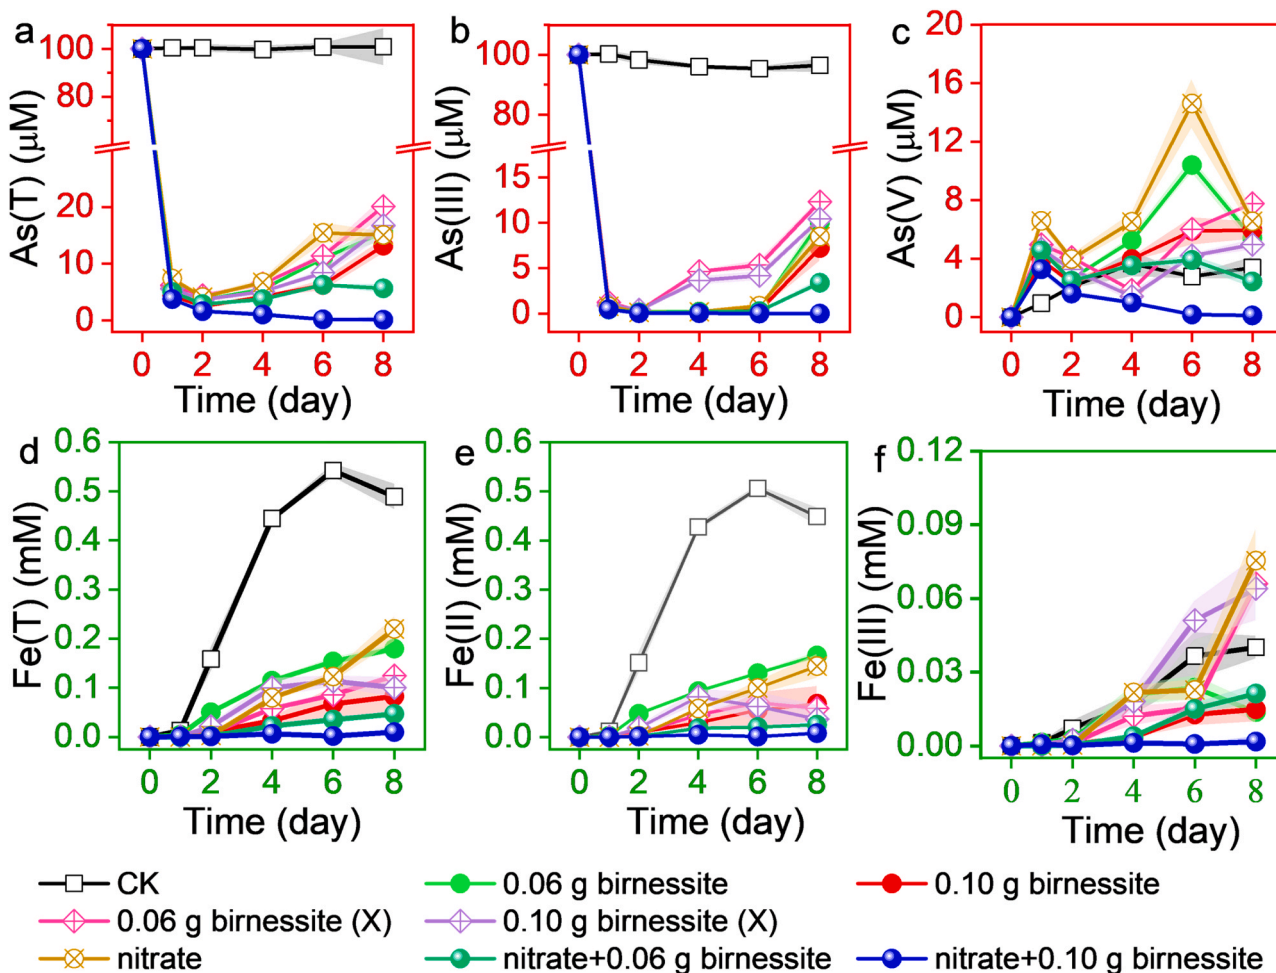 a
As(T) (μM)
100
80
20
10
0
0 2 4 6 8
Time (day)
b
As(III) (μM)
100
90
80
15
10
5
0
0 2 4 6 8
Time (day)
c
As(V) (μM)
20
16
12
8
4
0
0 2 4 6 8
Time (day)
d
Fe(T) (mM)
0.6
0.5
0.4
0.3
0.2
0.1
0.0
0 2 4 6 8
Time (day)
e
Fe(II) (mM)
0.6
0.5
0.4
0.3
0.2
0.1
0.0
0 2 4 6 8
Time (day)
f
Fe(III) (mM)
0.12
0.09
0.06
0.03
0.00
0 2 4 6 8
Time (day)
CK 0.06 g birnessite 0.10 g birnessite
0.06 g birnessite (X) 0.10 g birnessite (X)
nitrate nitrate+0.06 g birnessite nitrate+0.10 g birnessite